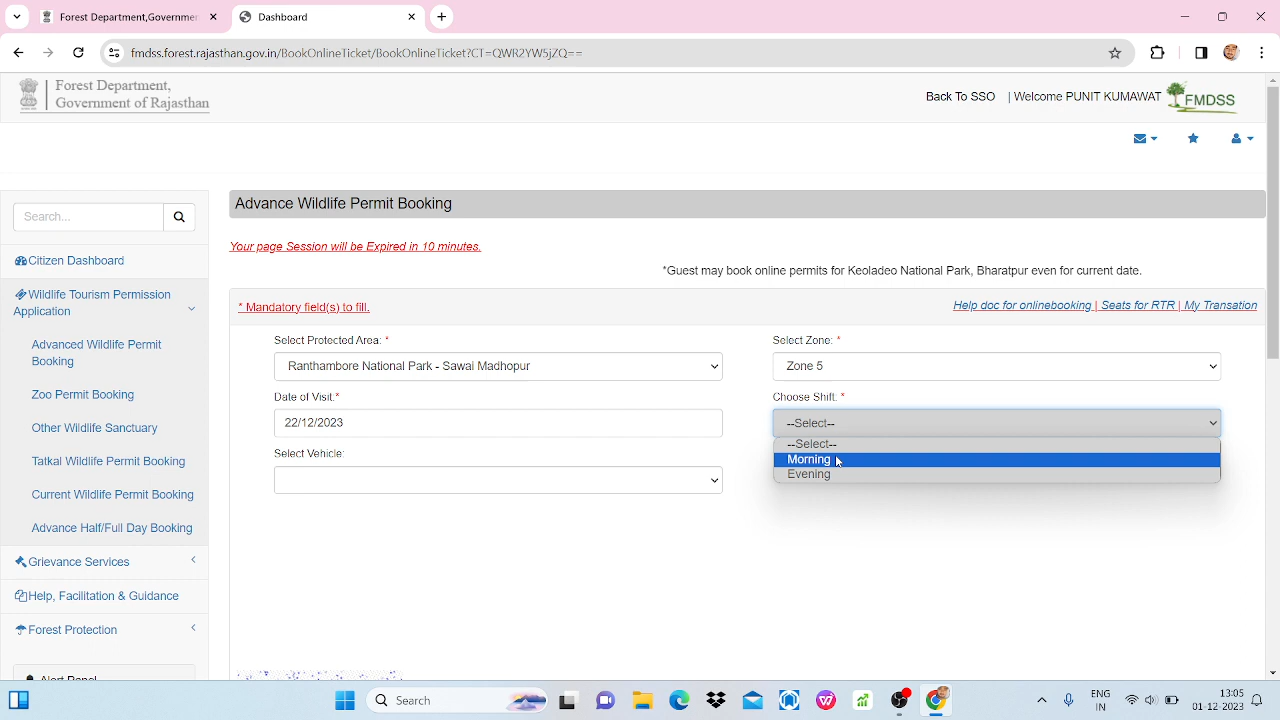 Forest Department,Governmen
Dashboard
fmdss.forest.rajasthan.gov.in/BookOnlineTicket/BookOnlineTicket?CT=QWR2YW5jZQ==
Forest Department,
Government of Rajasthan
Back To SSO | Welcome PUNIT KUMAWAT
FMDSS
Search...
Advance Wildlife Permit Booking
Your page Session will be Expired in 10 minutes.
*Guest may book online permits for Keoladeo National Park, Bharatpur even for current date.
* Mandatory field(s) to fill.
Help doc for onlinebooking | Seats for RTR | My Transation
Citizen Dashboard
Wildlife Tourism Permission
Application
Advanced Wildlife Permit
Booking
Zoo Permit Booking
Other Wildlife Sanctuary
Tatkal Wildlife Permit Booking
Current Wildlife Permit Booking
Advance Half/Full Day Booking
Grievance Services
Help, Facilitation & Guidance
Forest Protection
Alert Panel
Select Protected Area: *
Ranthambore National Park - Sawai Madhopur
Select Zone: *
Zone 5
Date of Visit:*
22/12/2023
Choose Shift: *
--Select--
--Select--
Morning
Evening
Select Vehicle:
Search
ENG
IN
13:05
01-12-2023